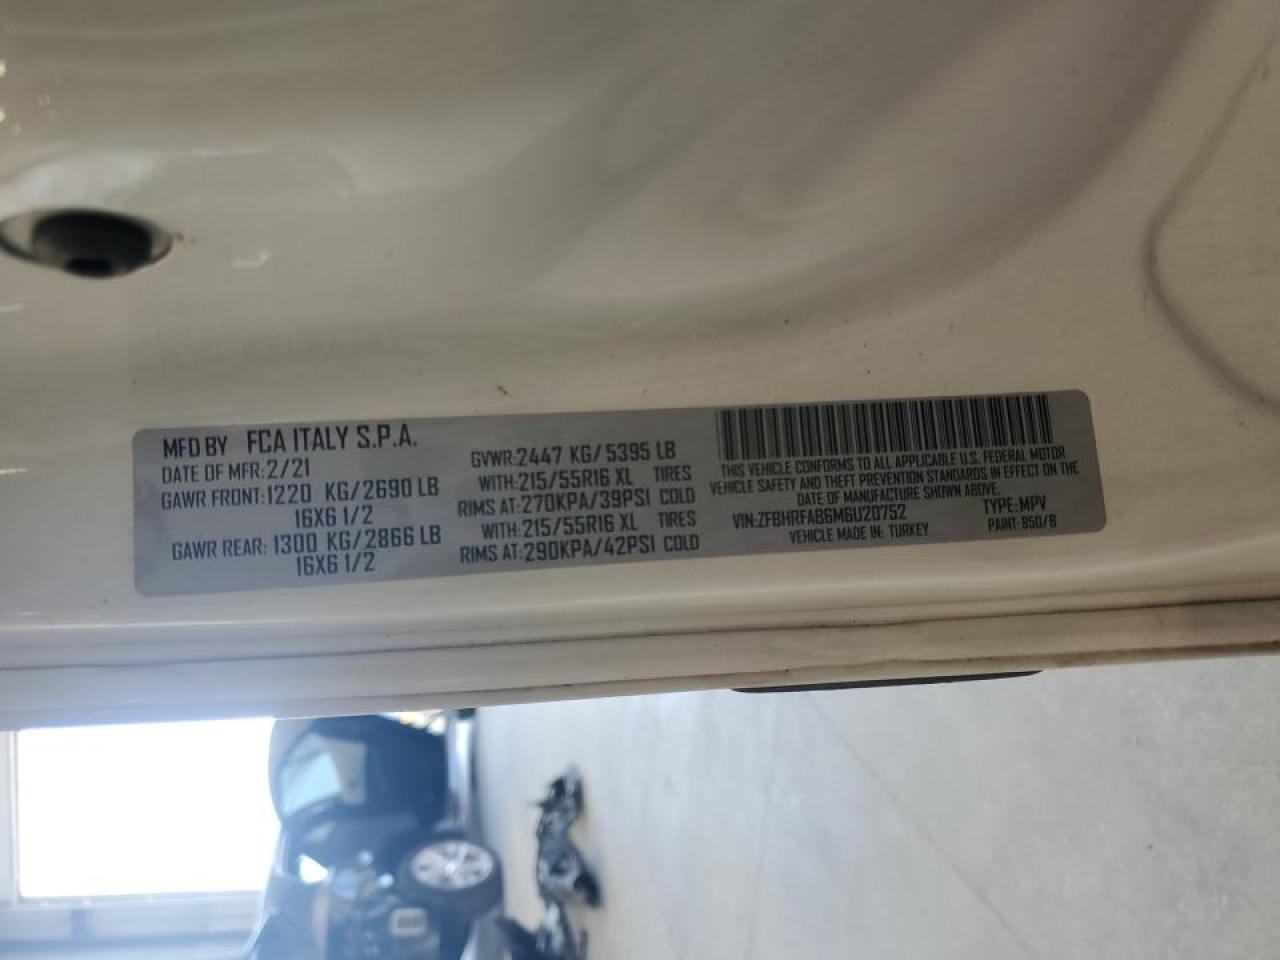 MFD BY FCA ITALY S.P.A.
DATE OF MFR:2/21
GAWR FRONT:1220 KG/2690 LB
16X6 1/2
GAWR REAR: 1300 KG/2866 LB
16X6 1/2
GVWR:2447 KG/5395 LB
WITH:215/55R16 XL TIRES
RIMS AT:270KPA/39PSI COLD
WITH:215/55R16 XL TIRES
RIMS AT:290KPA/42PSI COLD
THIS VEHICLE CONFORMS TO ALL APPLICABLE U.S. FEDERAL MOTOR
VEHICLE SAFETY AND THEFT PREVENTION STANDARDS IN EFFECT ON THE
DATE OF MANUFACTURE SHOWN ABOVE.
VIN:ZFBHRFAB6M6U20752 TYPE:MPV
VEHICLE MADE IN: TURKEY PAINT:850/B